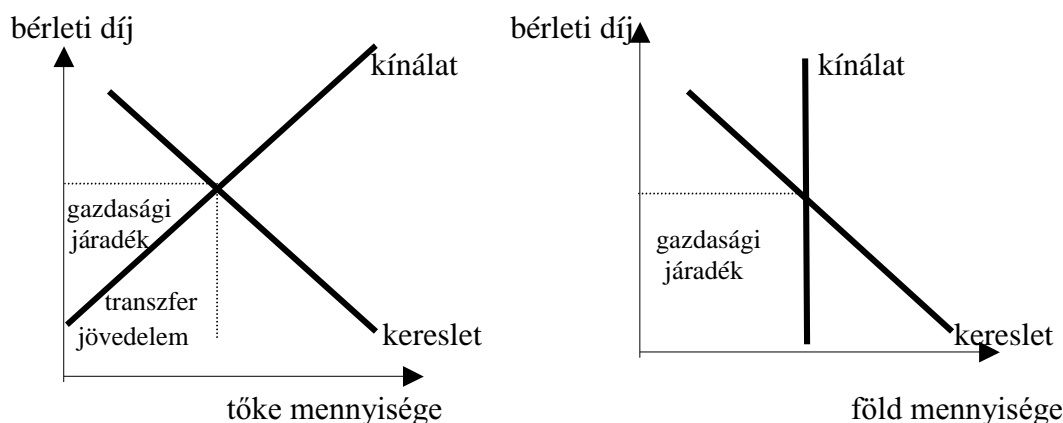 bérleti díj
kínálat
gazdasági
járadék
transzfer
jövedelem
kereslet
tőke mennyisége
bérleti díj
kínálat
gazdasági
járadék
kereslet
föld mennyisége